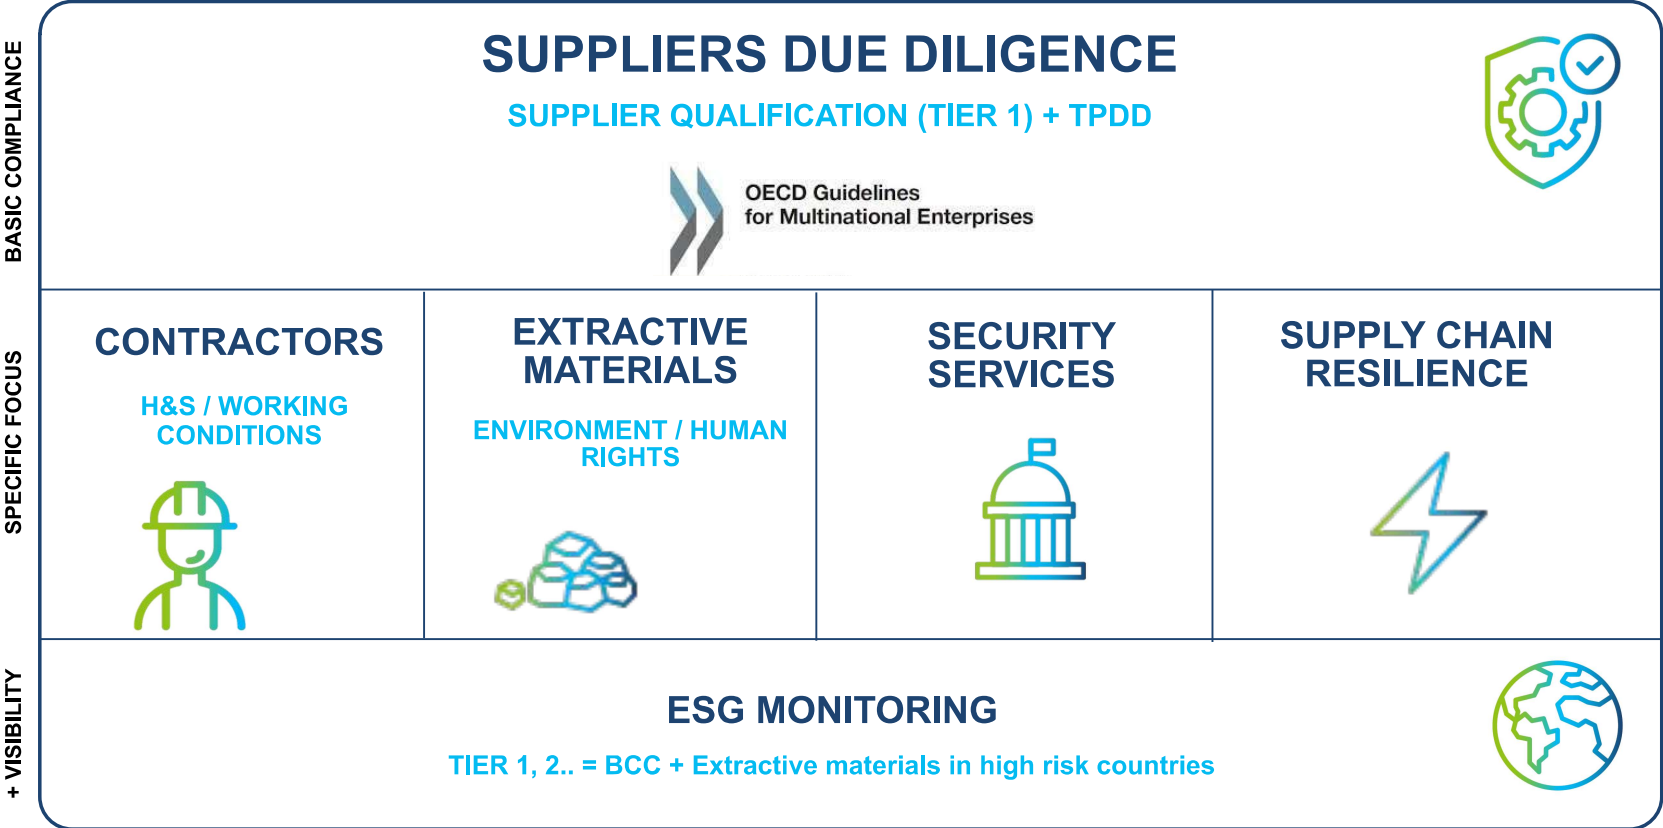 BASIC COMPLIANCE
SUPPLIERS DUE DILIGENCE
SUPPLIER QUALIFICATION (TIER 1) + TPDD
OECD Guidelines
for Multinational Enterprises
SPECIFIC FOCUS
CONTRACTORS
H&S / WORKING
CONDITIONS
EXTRACTIVE
MATERIALS
ENVIRONMENT / HUMAN
RIGHTS
SECURITY
SERVICES
SUPPLY CHAIN
RESILIENCE
+ VISIBILITY
ESG MONITORING
TIER 1, 2.. = BCC + Extractive materials in high risk countries